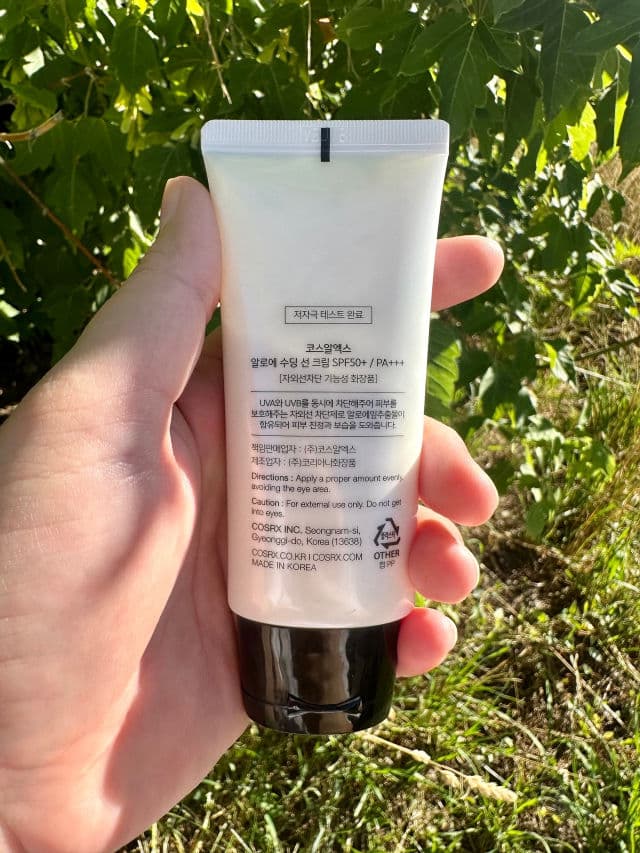 저자극 테스트 완료
코스알엑스
알로에 수딩 선 크림 SPF50+ / PA+++
[자외선차단 기능성 화장품]
UVA와 UVB를 동시에 차단해주어 피부를
보호해주는 자외선 차단제로 알로에잎추출물이
함유되어 피부 진정과 보습을 도와줍니다.
책임판매업자 : (주)코스알엑스
제조업자 : (주)코리아나화장품
Directions : Apply a proper amount evenly,
avoiding the eye area.
Caution : For external use only. Do not get
into eyes.
COSRX INC. Seongnam-si,
Gyeonggi-do, Korea (13638)
COSRX.CO.KR I COSRX.COM
MADE IN KOREA
OTHER
캡 PP